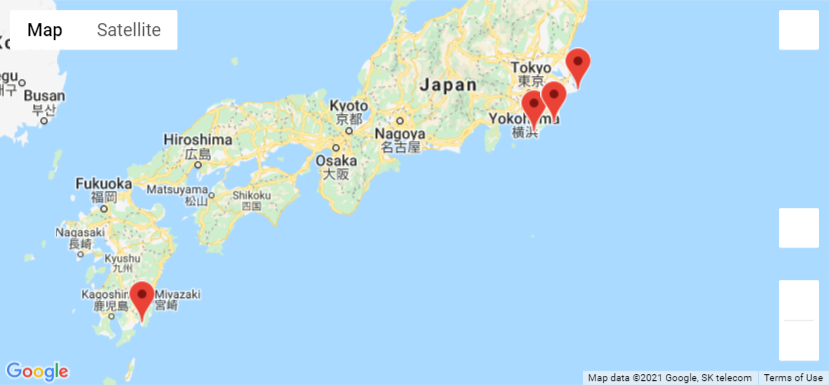 Map
Satellite
Tokyo
東京
Japan
Busan
부산
Kyoto
京都
Yokohama
横浜
Nagoya
名古屋
Hiroshima
広島
Osaka
大阪
Fukuoka
福岡
Matsuyama
松山
Shikoku
四国
Nagasaki
長崎
Kyushu
九州
Kagoshim
鹿児島
Miyazaki
宮崎
Google
Map data ©2021 Google, SK telecom
Terms of Use